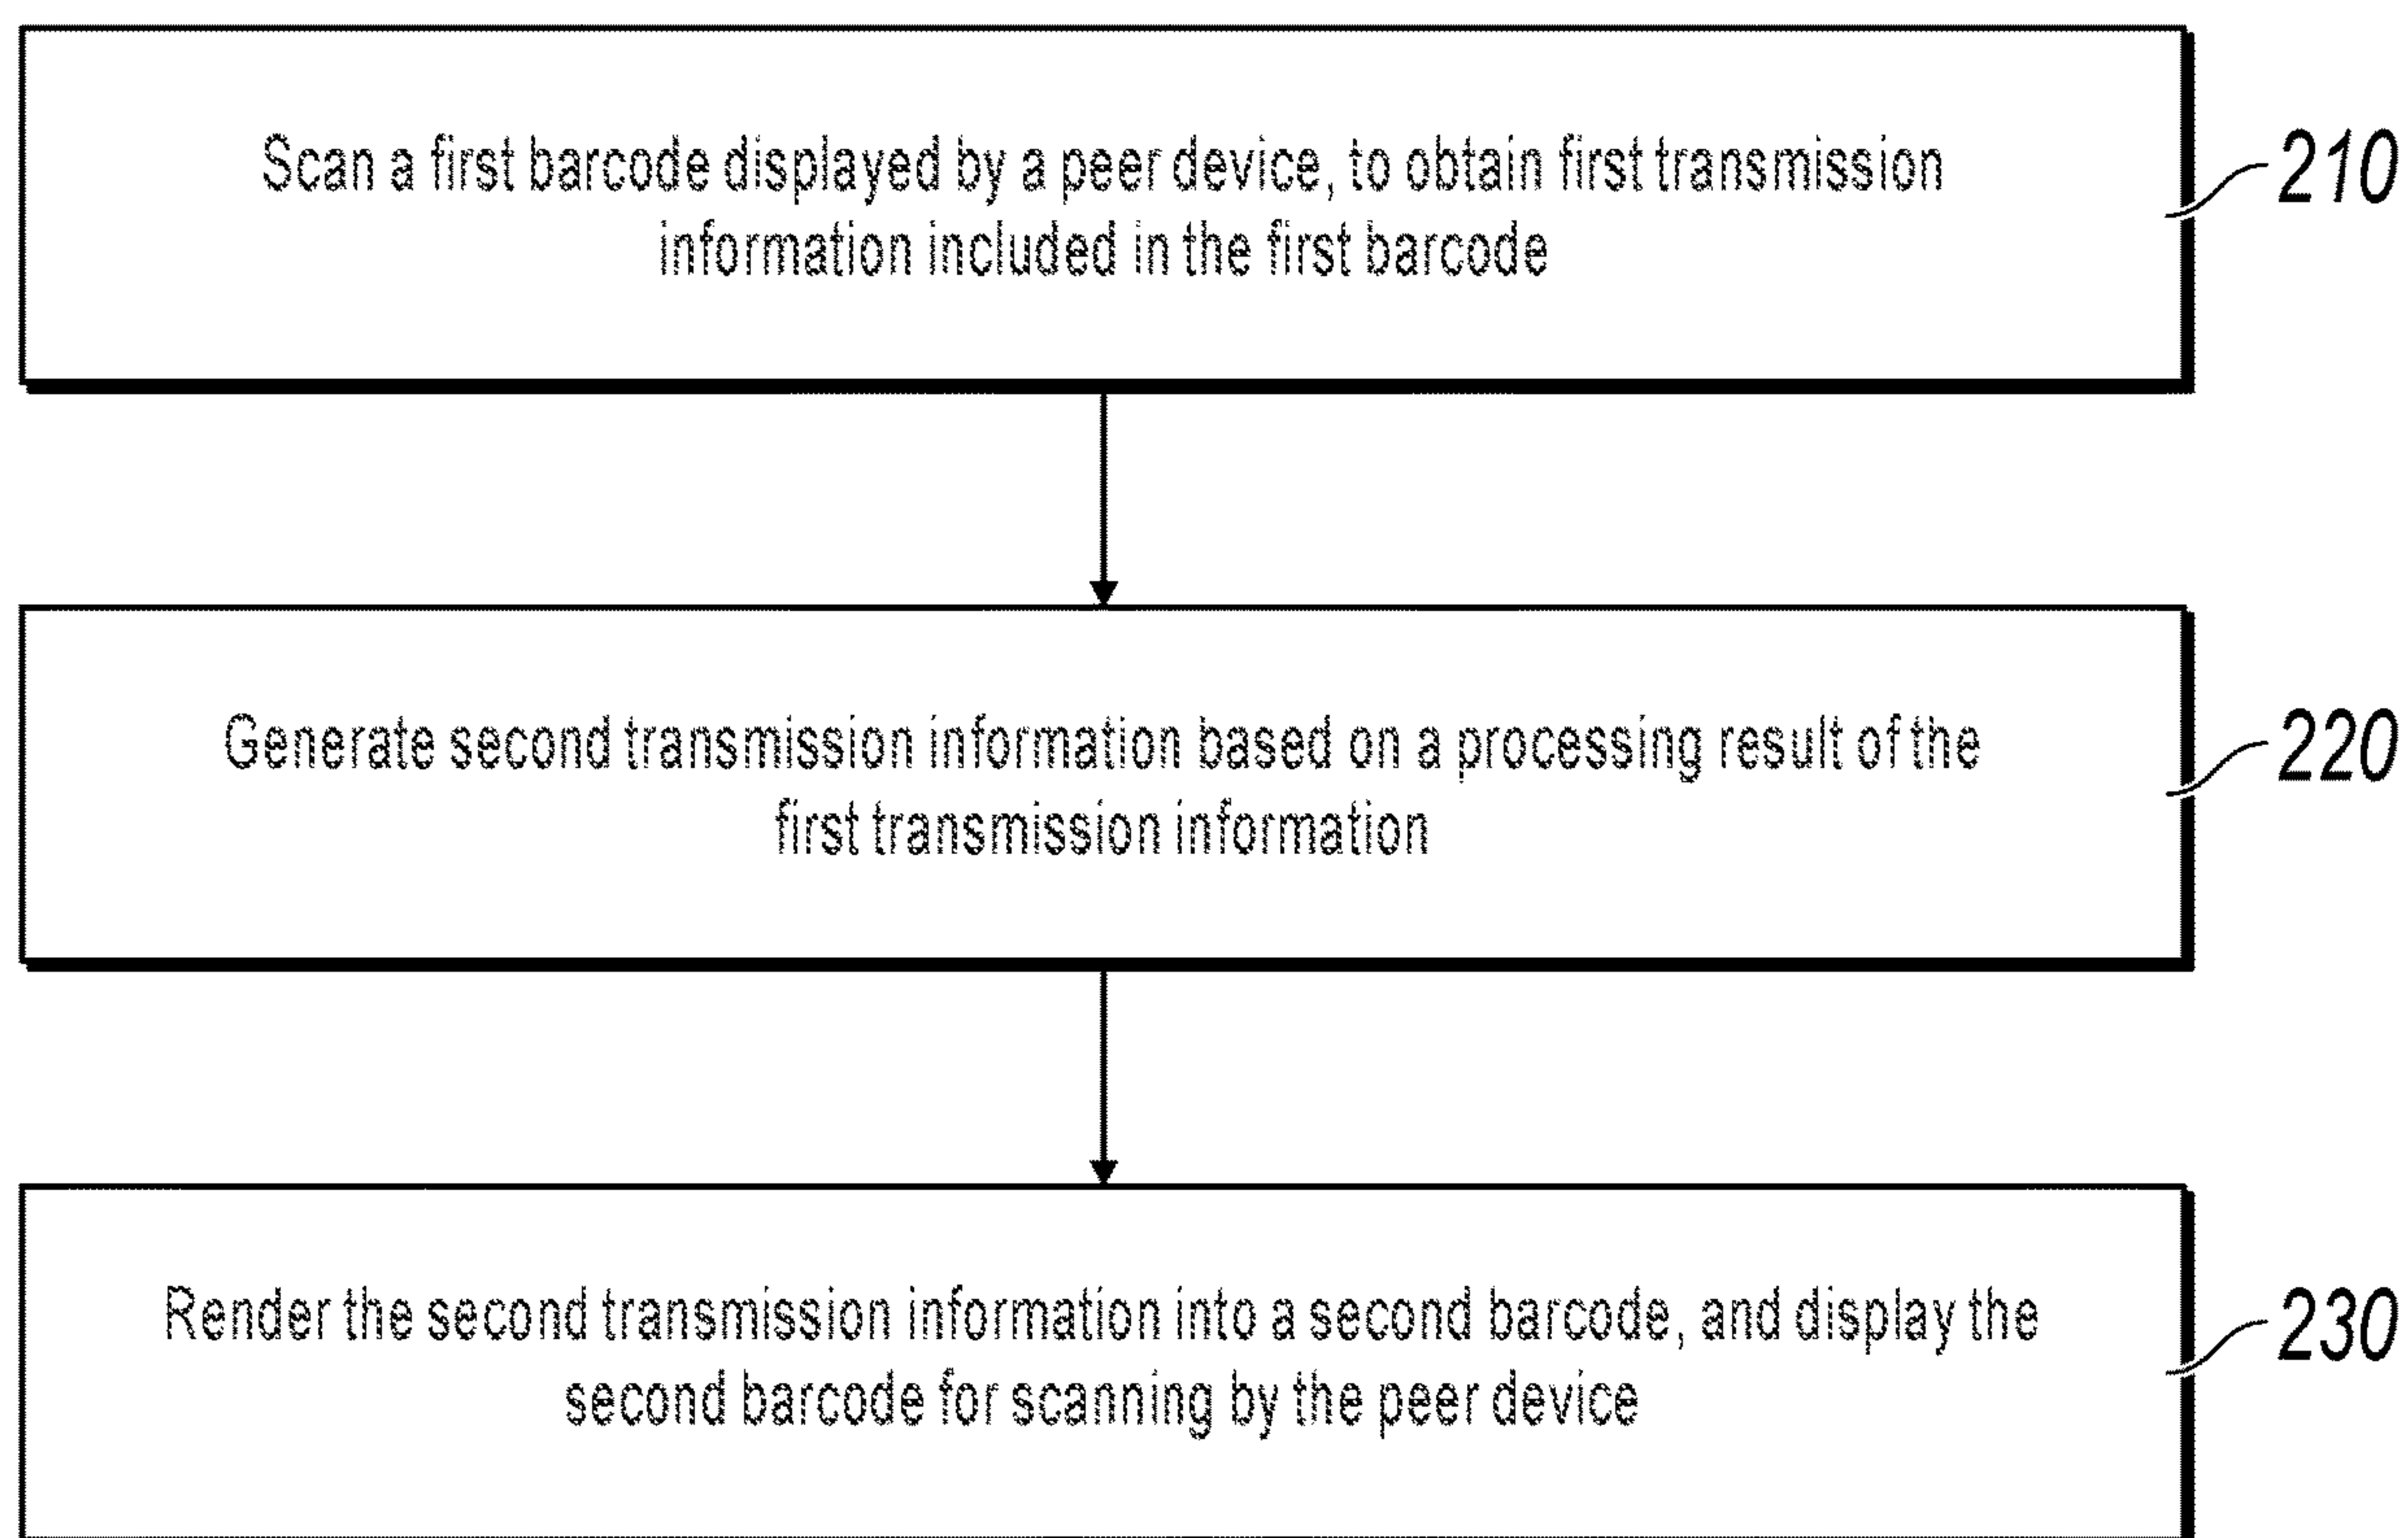 Scan a first barcode displayed by a peer device, to obtain first transmission
information included in the first barcode
210
Generate second transmission information based on a processing result of the
first transmission information
220
Render the second transmission information into a second barcode, and display the
second barcode for scanning by the peer device
230